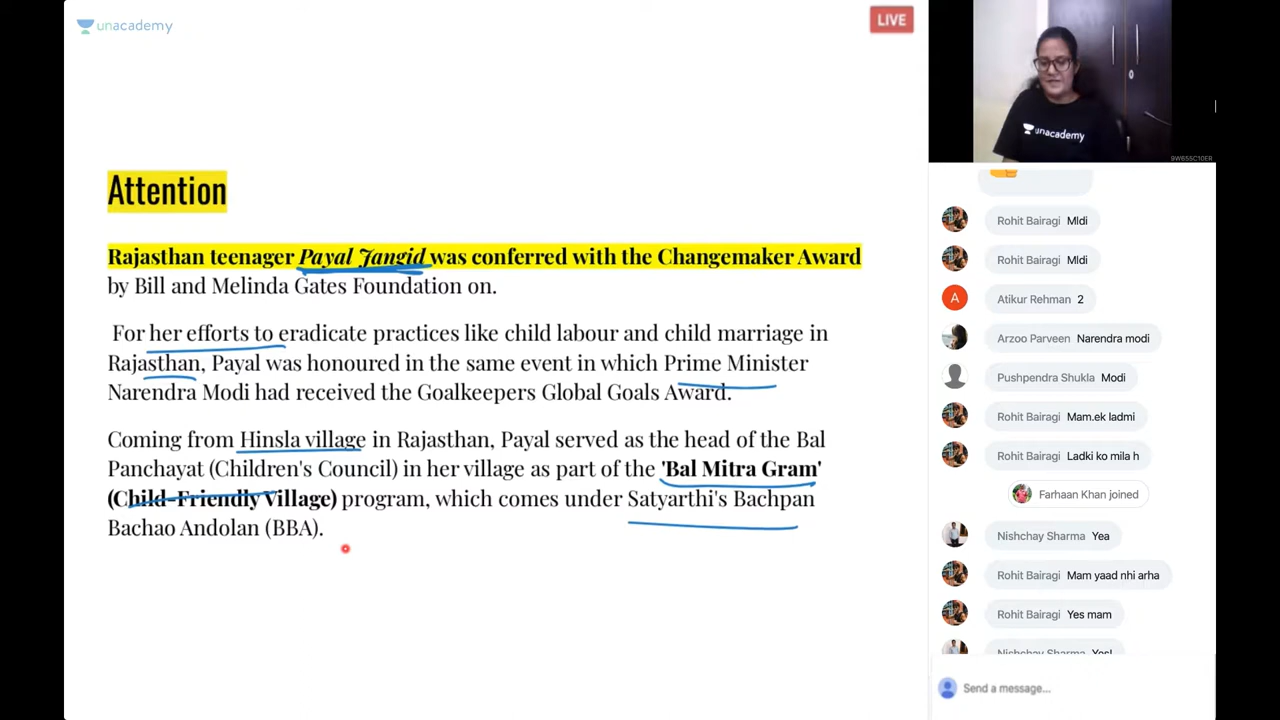 unacademy
LIVE
Attention
Rajasthan teenager Payal Jangid was conferred with the Changemaker Award
by Bill and Melinda Gates Foundation on.
For her efforts to eradicate practices like child labour and child marriage in
Rajasthan, Payal was honoured in the same event in which Prime Minister
Narendra Modi had received the Goalkeepers Global Goals Award.
Coming from Hinsla village in Rajasthan, Payal served as the head of the Bal
Panchayat (Children's Council) in her village as part of the 'Bal Mitra Gram'
(Child-Friendly Village) program, which comes under Satyarthi's Bachpan
Bachao Andolan (BBA).
unacademy
9W655C10ER
Rohit Bairagi MIdi
Rohit Bairagi MIdi
A
Atikur Rehman 2
Arzoo Parveen Narendra modi
Pushpendra Shukla Modi
Rohit Bairagi Mam.ek ladmi
Rohit Bairagi Ladki ko mila h
Farhaan Khan joined
Nishchay Sharma Yea
Rohit Bairagi Mam yaad nhi arha
Rohit Bairagi Yes mam
Nishchay Sharma Yes!
Send a message...